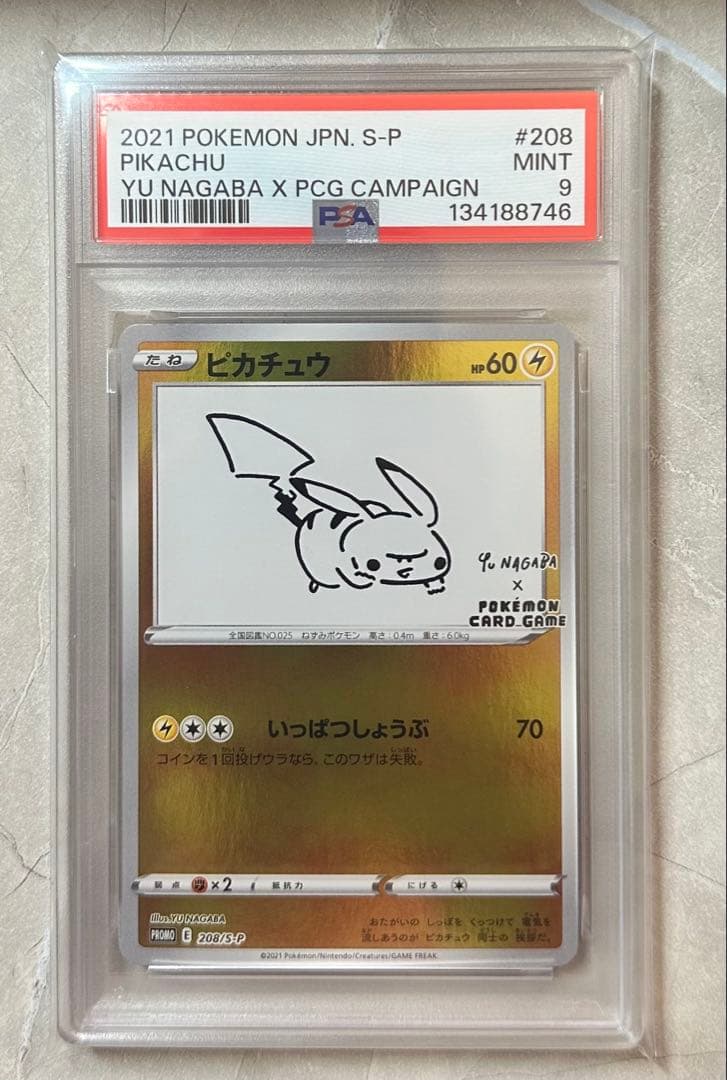 2021 POKEMON JPN. S-P #208
PIKACHU MINT
YU NAGABA X PCG CAMPAIGN 9
PSA 134188746
たね ピカチュウ HP60
YU NAGABA
×
POKÉMON
CARD GAME
全国図鑑NO.025 ねずみポケモン 高さ:0.4m 重さ:6.0kg
いっぱつしょうぶ 70
コインを1回投げウラなら、このワザは失敗。
弱点 ×2 抵抗力 にげる
Illus.YU NAGABA
PROMO E 208/S-P
おたがいの しっぽを くっつけて 電気を
流しあうのが ピカチュウ 同士の 挨拶だ。
©2021 Pokémon/Nintendo/Creatures/GAME FREAK